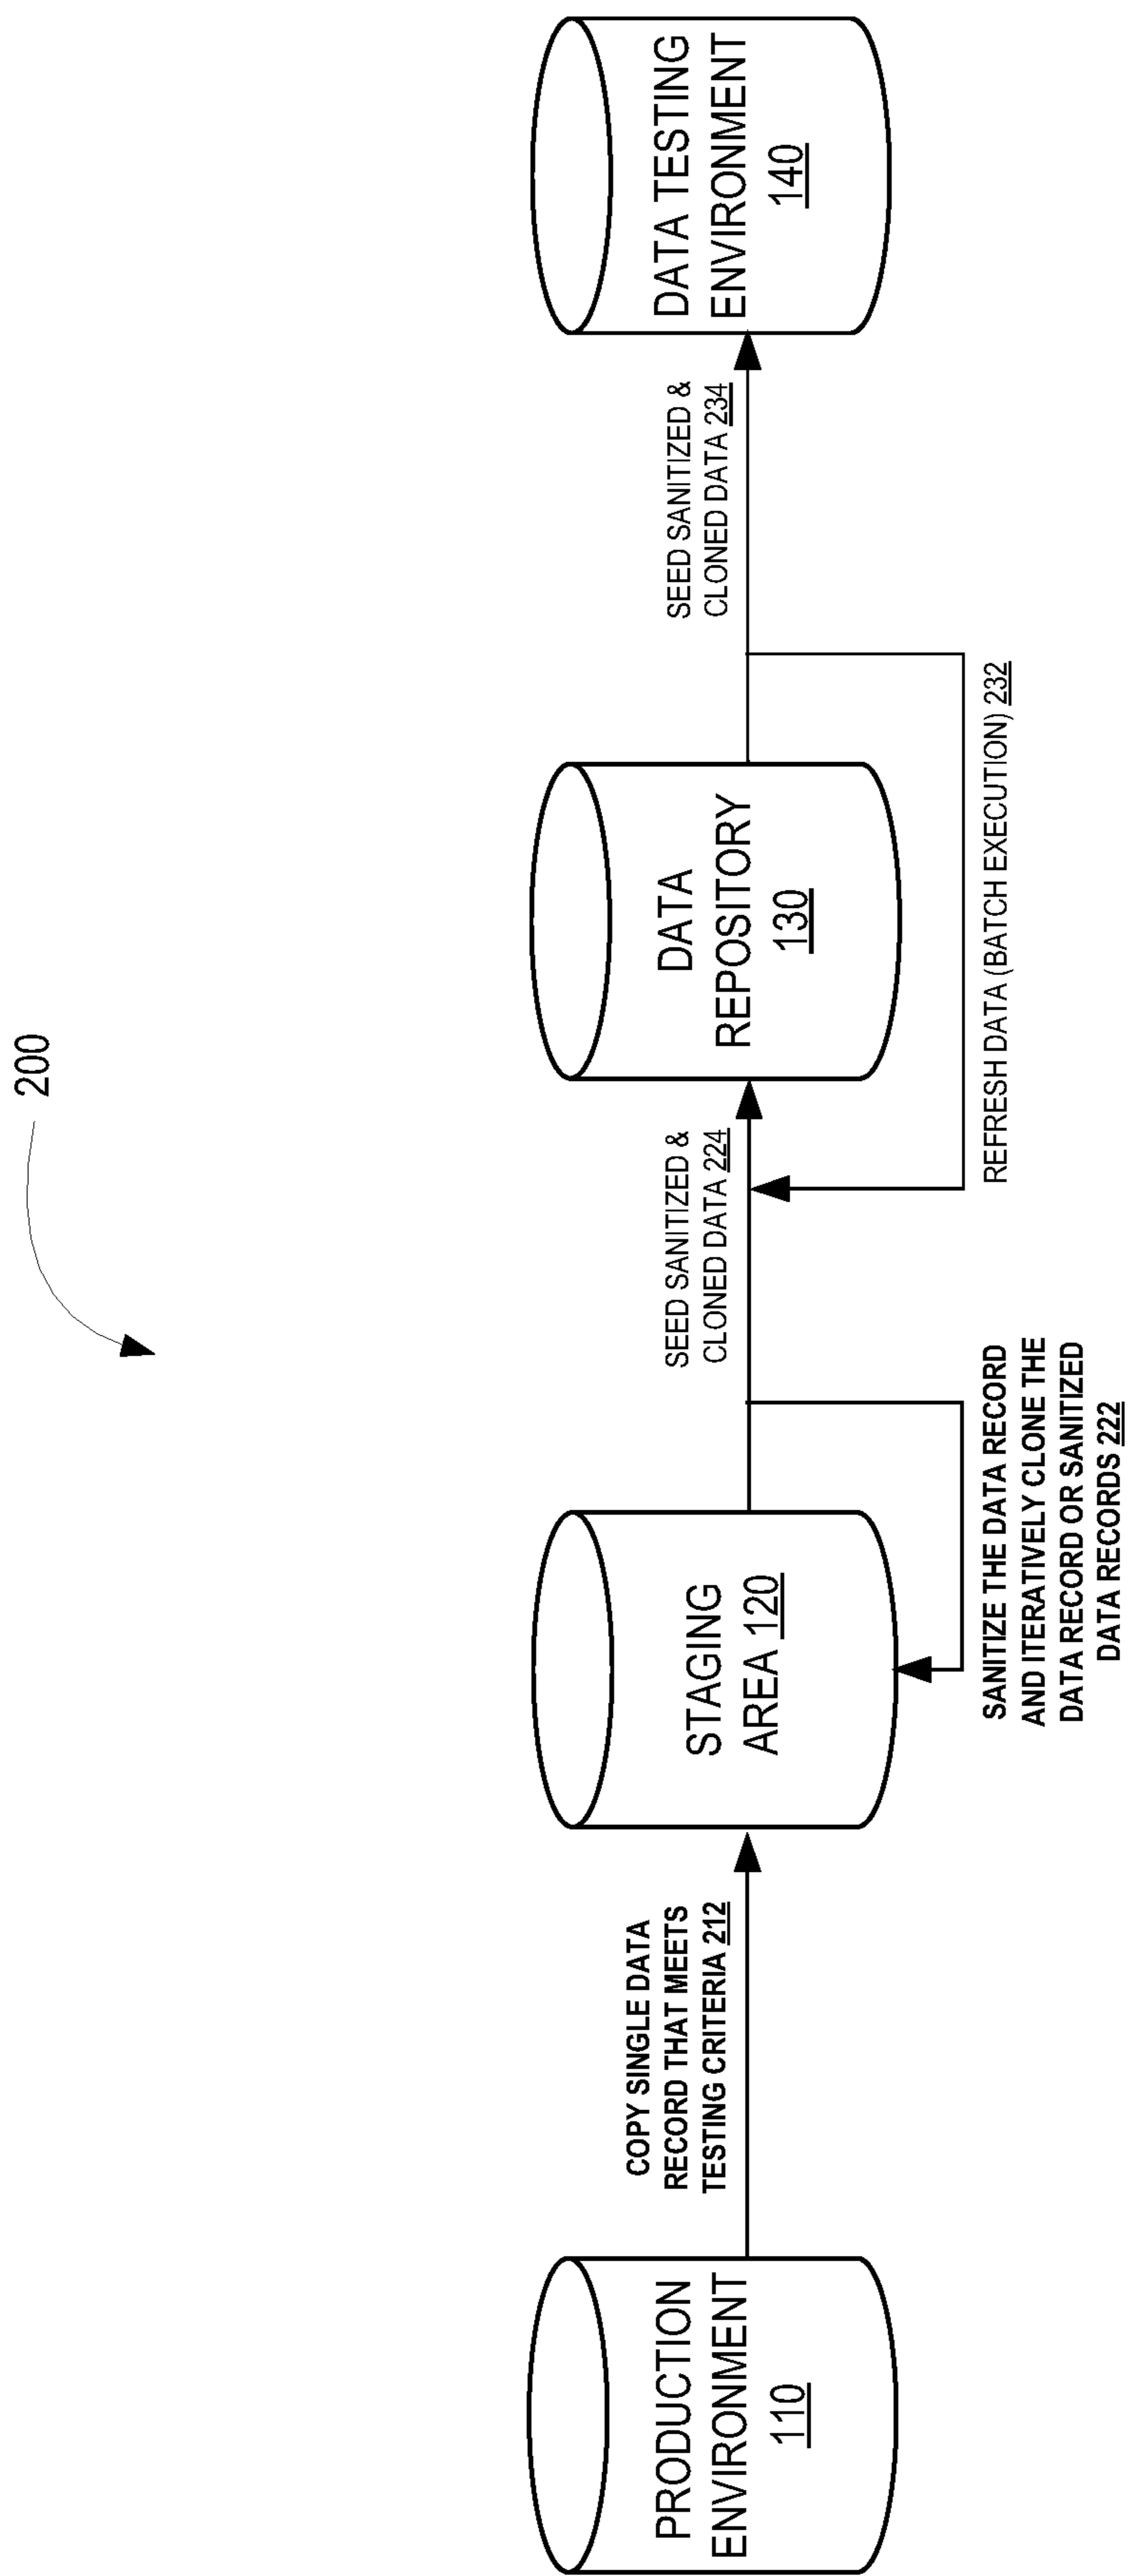 200
PRODUCTION
ENVIRONMENT
110
COPY SINGLE DATA
RECORD THAT MEETS
TESTING CRITERIA 212
STAGING
AREA 120
SANITIZE THE DATA RECORD
AND ITERATIVELY CLONE THE
DATA RECORD OR SANITIZED
DATA RECORDS 222
SEED SANITIZED &
CLONED DATA 224
DATA
REPOSITORY
130
REFRESH DATA (BATCH EXECUTION) 232
SEED SANITIZED &
CLONED DATA 234
DATA TESTING
ENVIRONMENT
140